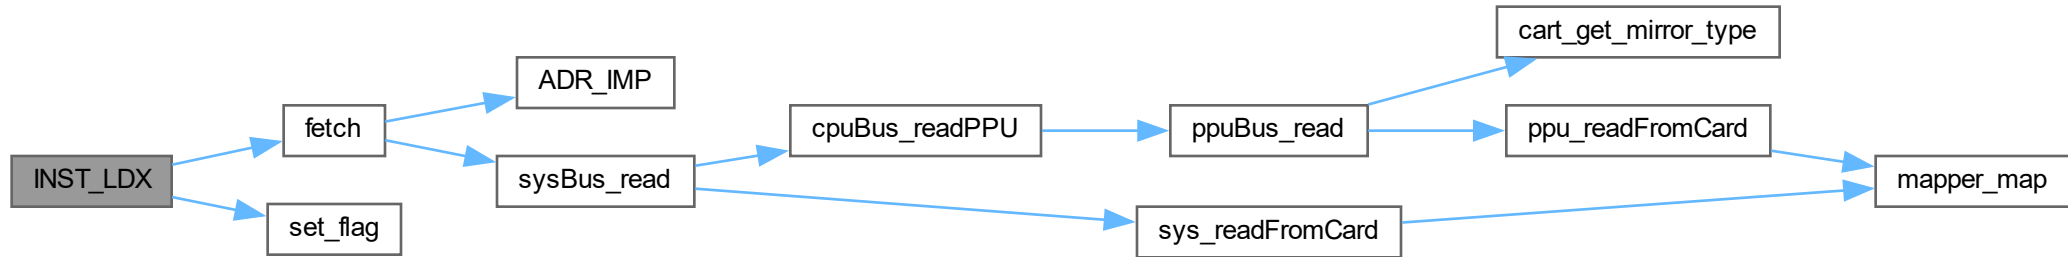 cart_get_mirror_type
ADR_IMP
fetch
cpuBus_readPPU
ppuBus_read
ppu_readFromCard
INST_LDX
sysBus_read
mapper_map
set_flag
sys_readFromCard